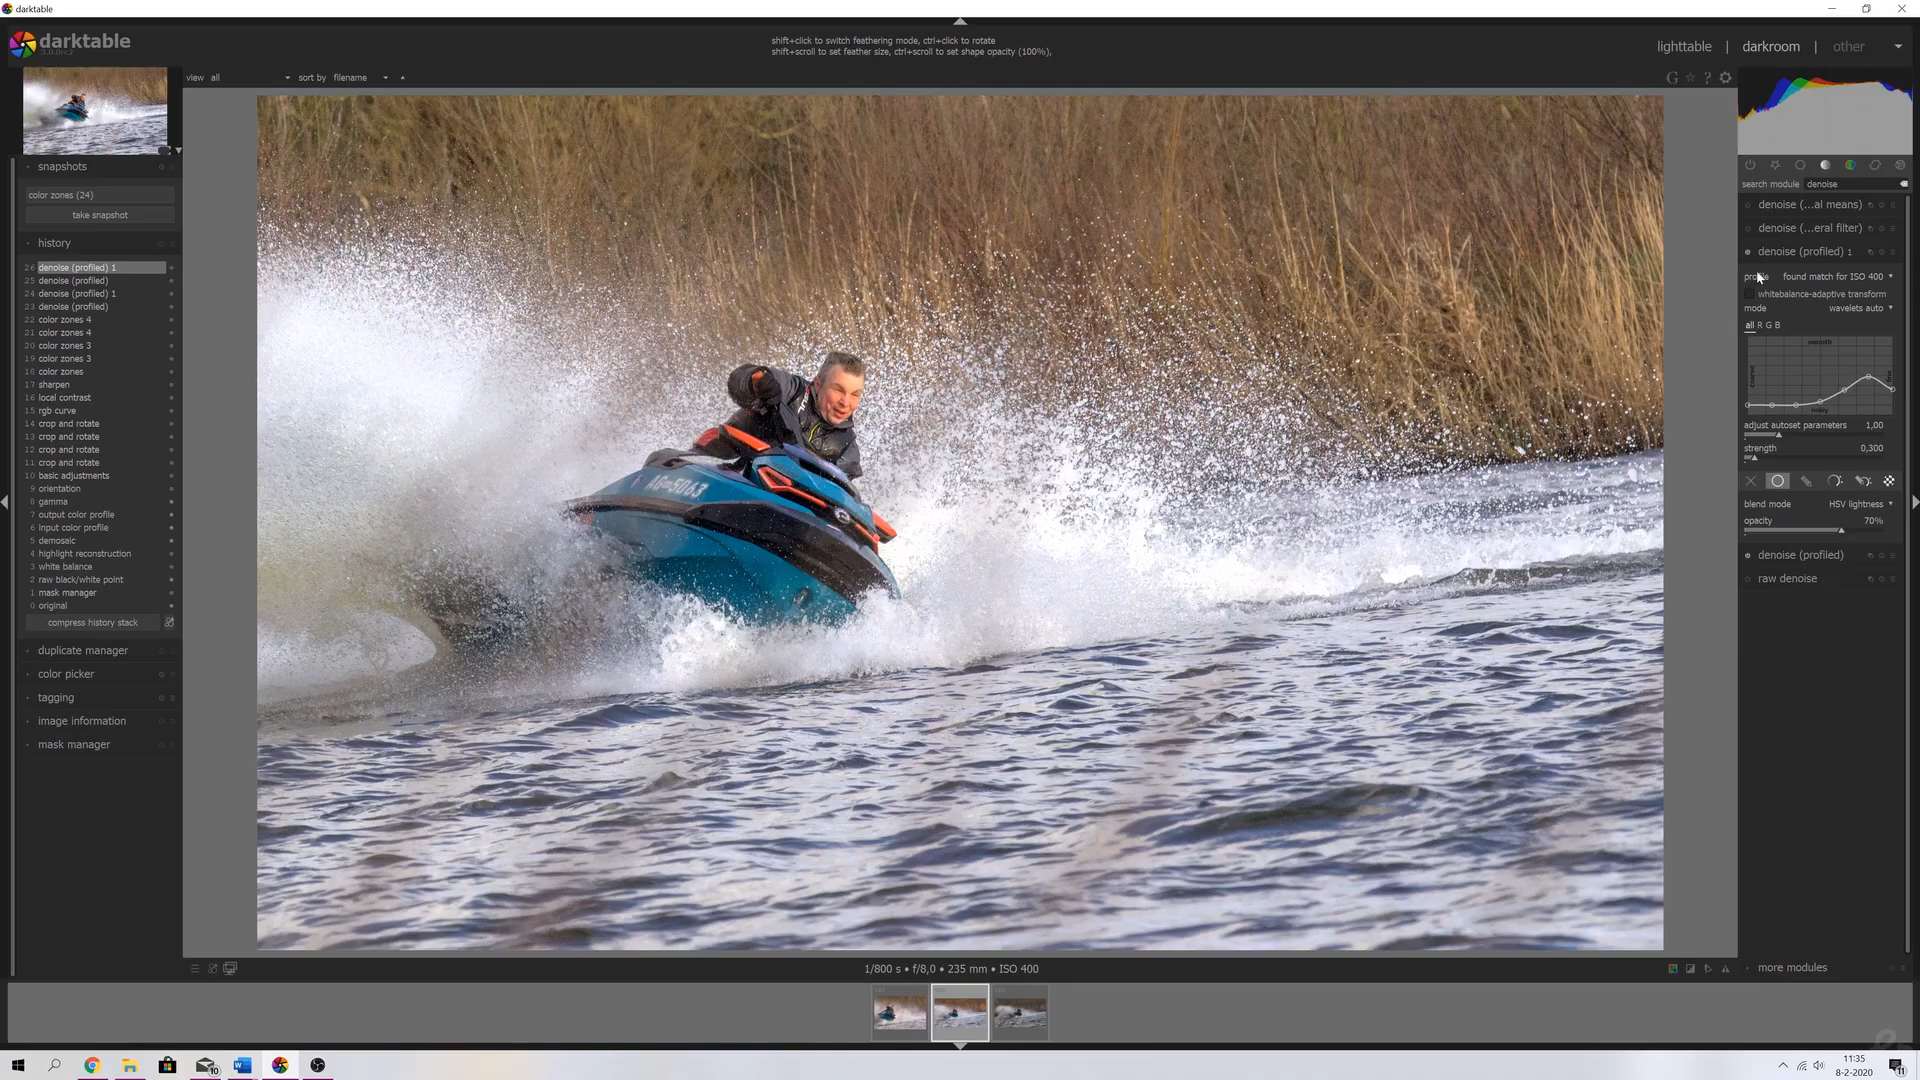 darktable
darktable
3.0.0rc2
shift+click to switch feathering mode, ctrl+click to rotate
shift+scroll to set feather size, ctrl+scroll to set shape opacity (100%),
lighttable | darkroom | other
view all sort by filename
snapshots
color zones (24)
take snapshot
history
26 denoise (profiled) 1
25 denoise (profiled)
24 denoise (profiled) 1
23 denoise (profiled)
22 color zones 4
21 color zones 4
20 color zones 3
19 color zones 3
18 color zones
17 sharpen
16 local contrast
15 rgb curve
14 crop and rotate
13 crop and rotate
12 crop and rotate
11 crop and rotate
10 basic adjustments
9 orientation
8 gamma
7 output color profile
6 input color profile
5 demosaic
4 highlight reconstruction
3 white balance
2 raw black/white point
1 mask manager
0 original
compress history stack
duplicate manager
color picker
tagging
image information
mask manager
search module denoise
denoise (...al means)
denoise (...eral filter)
denoise (profiled) 1
found match for ISO 400
whitebalance-adaptive transform
mode wavelets auto
all R G B
smooth
coarse
noisy
adjust autoset parameters 1,00
strength 0,300
blend mode HSV lightness
opacity 70%
denoise (profiled)
raw denoise
more modules
1/800 s • f/8,0 • 235 mm • ISO 400
10
11:35
8-2-2020
11